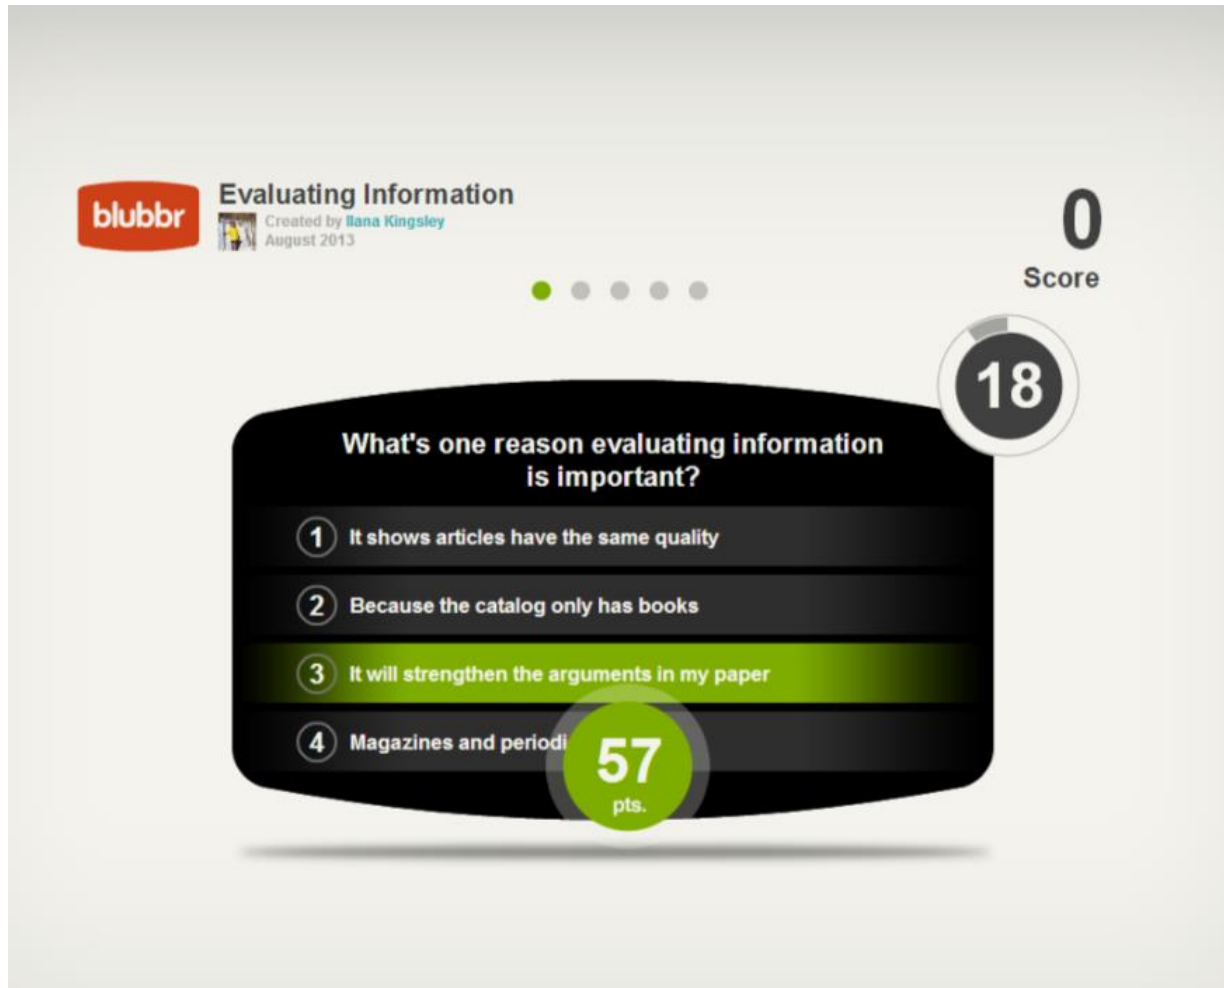 blubbr
Evaluating Information
Created by Ilana Kingsley
August 2013
0
Score
18
What's one reason evaluating information
is important?
1 It shows articles have the same quality
2 Because the catalog only has books
3 It will strengthen the arguments in my paper
4 Magazines and
57
pts.